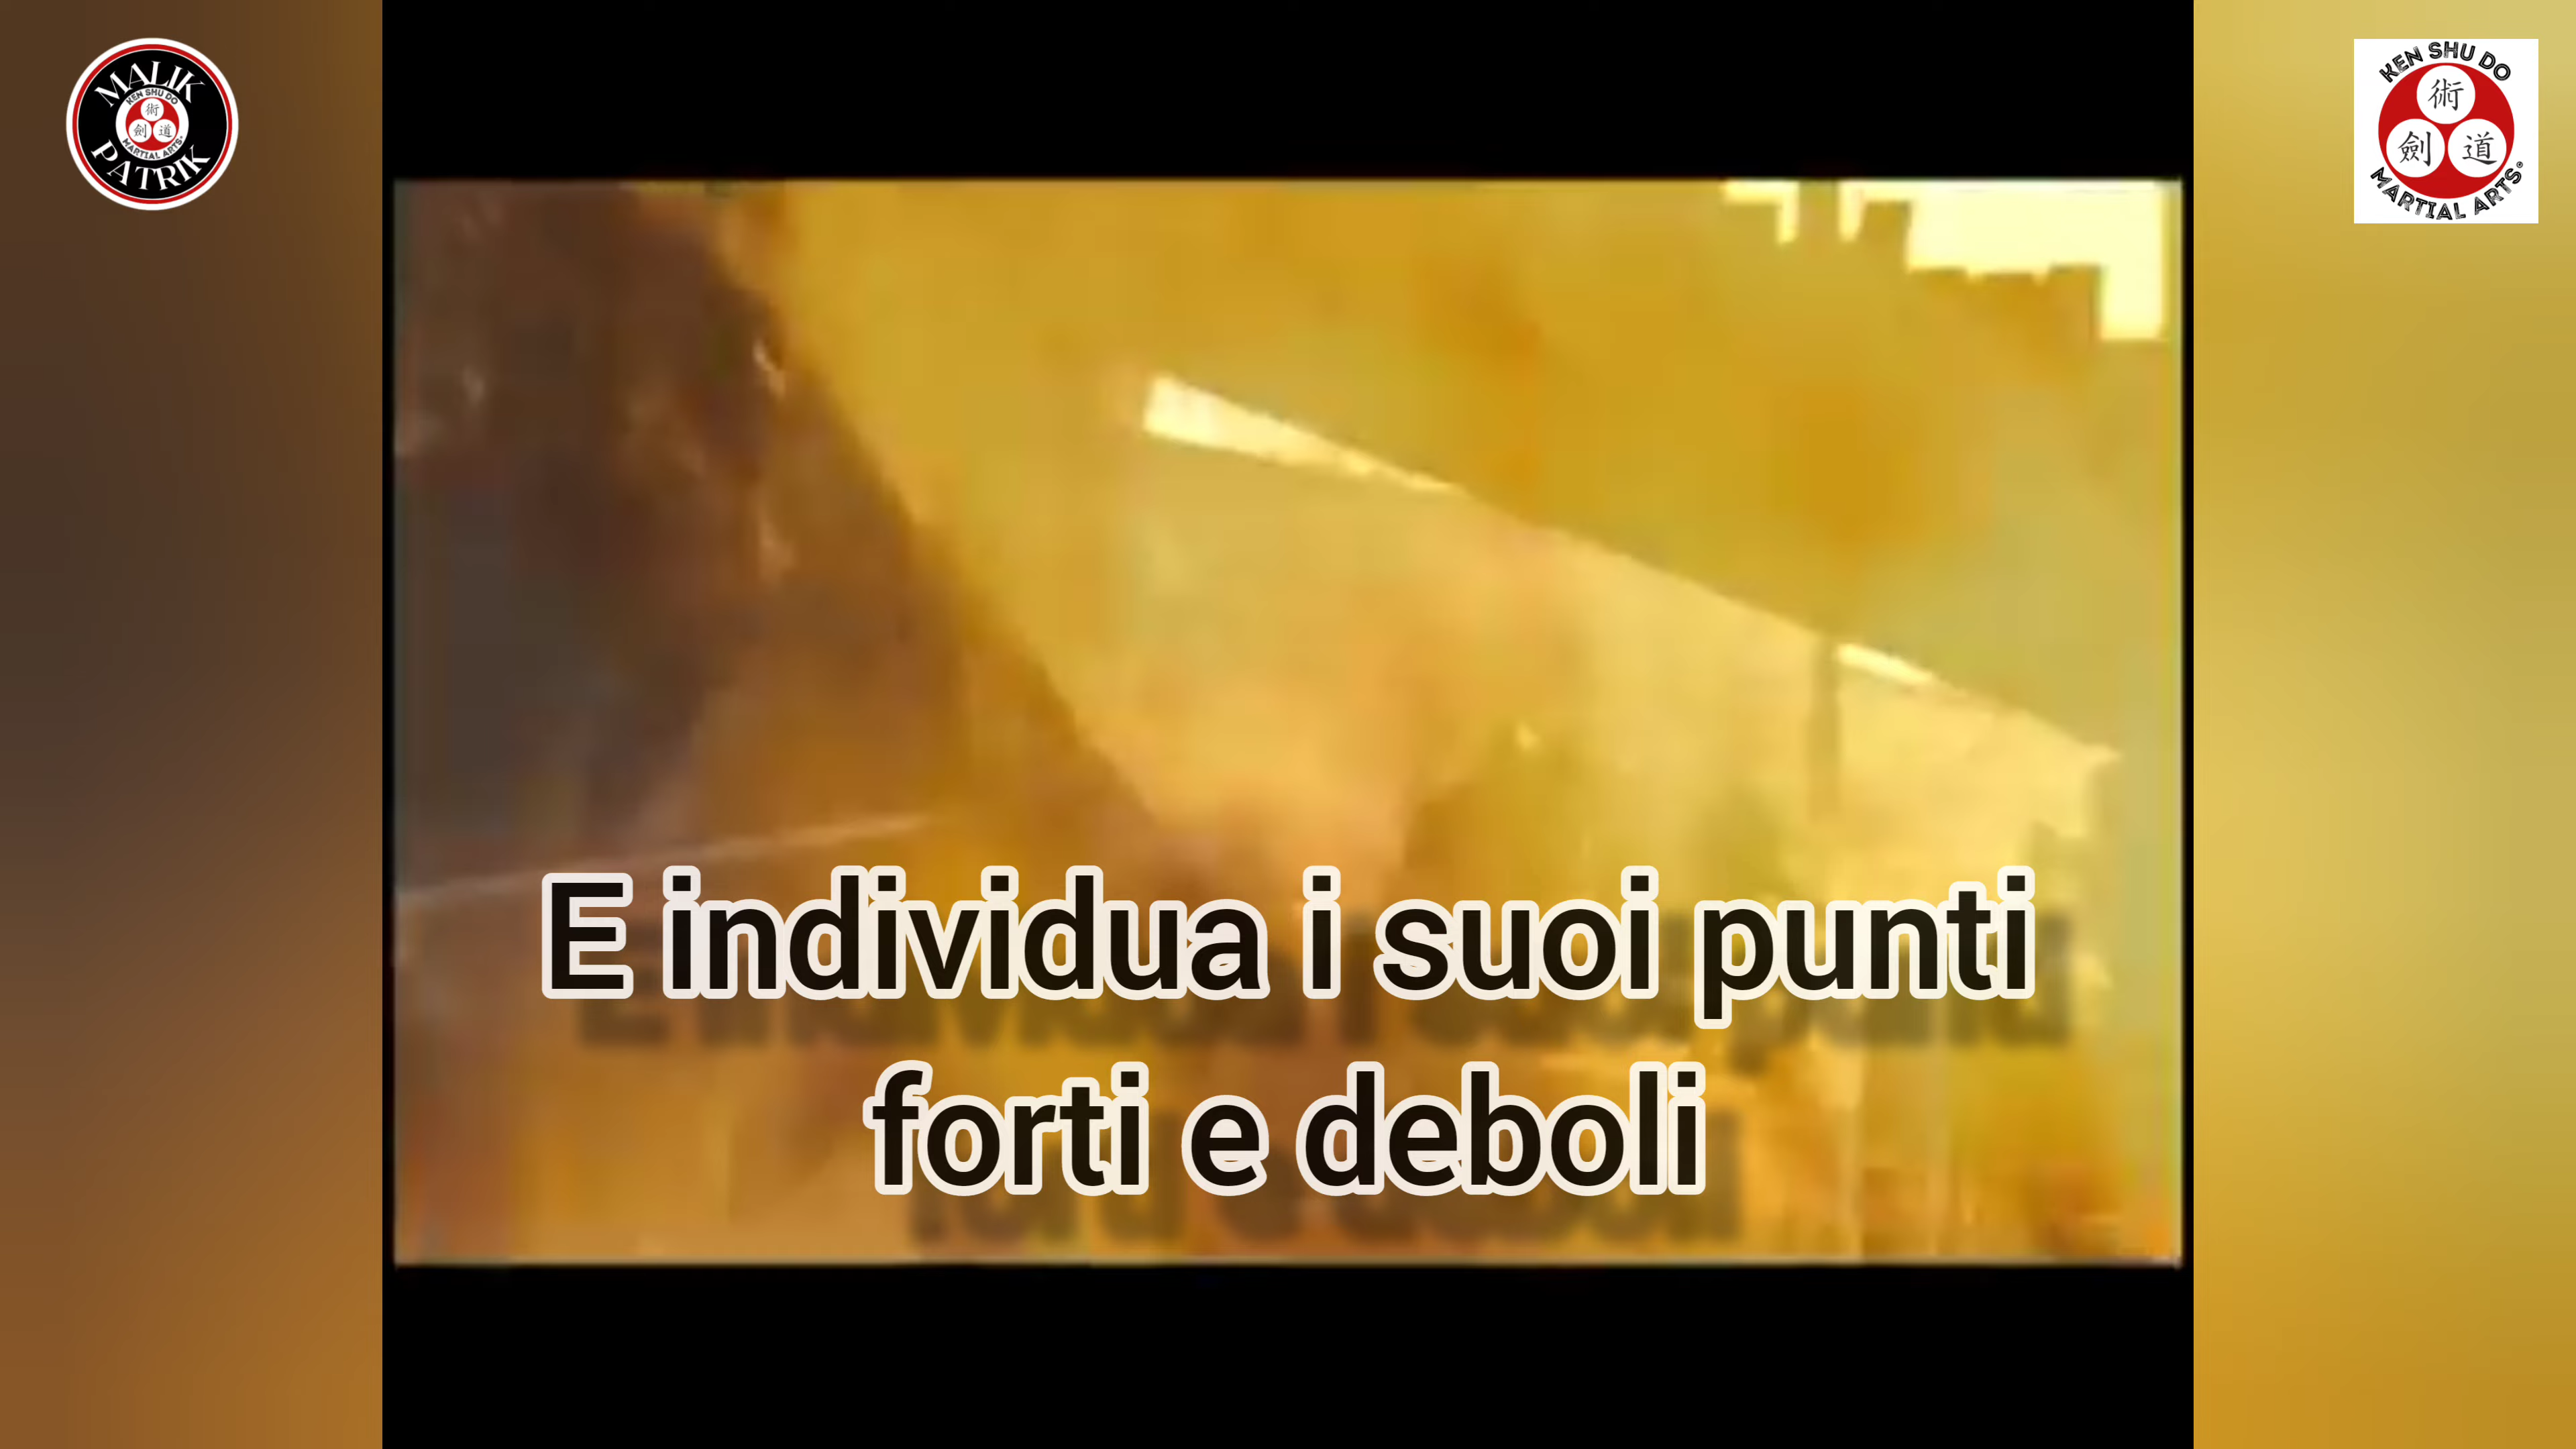 MALIK
KEN SHU DO
術
劍 道
MARTIAL ARTS
PATRIK
KEN SHU DO
術
劍 道
MARTIAL ARTS®
E individua i suoi punti
forti e deboli